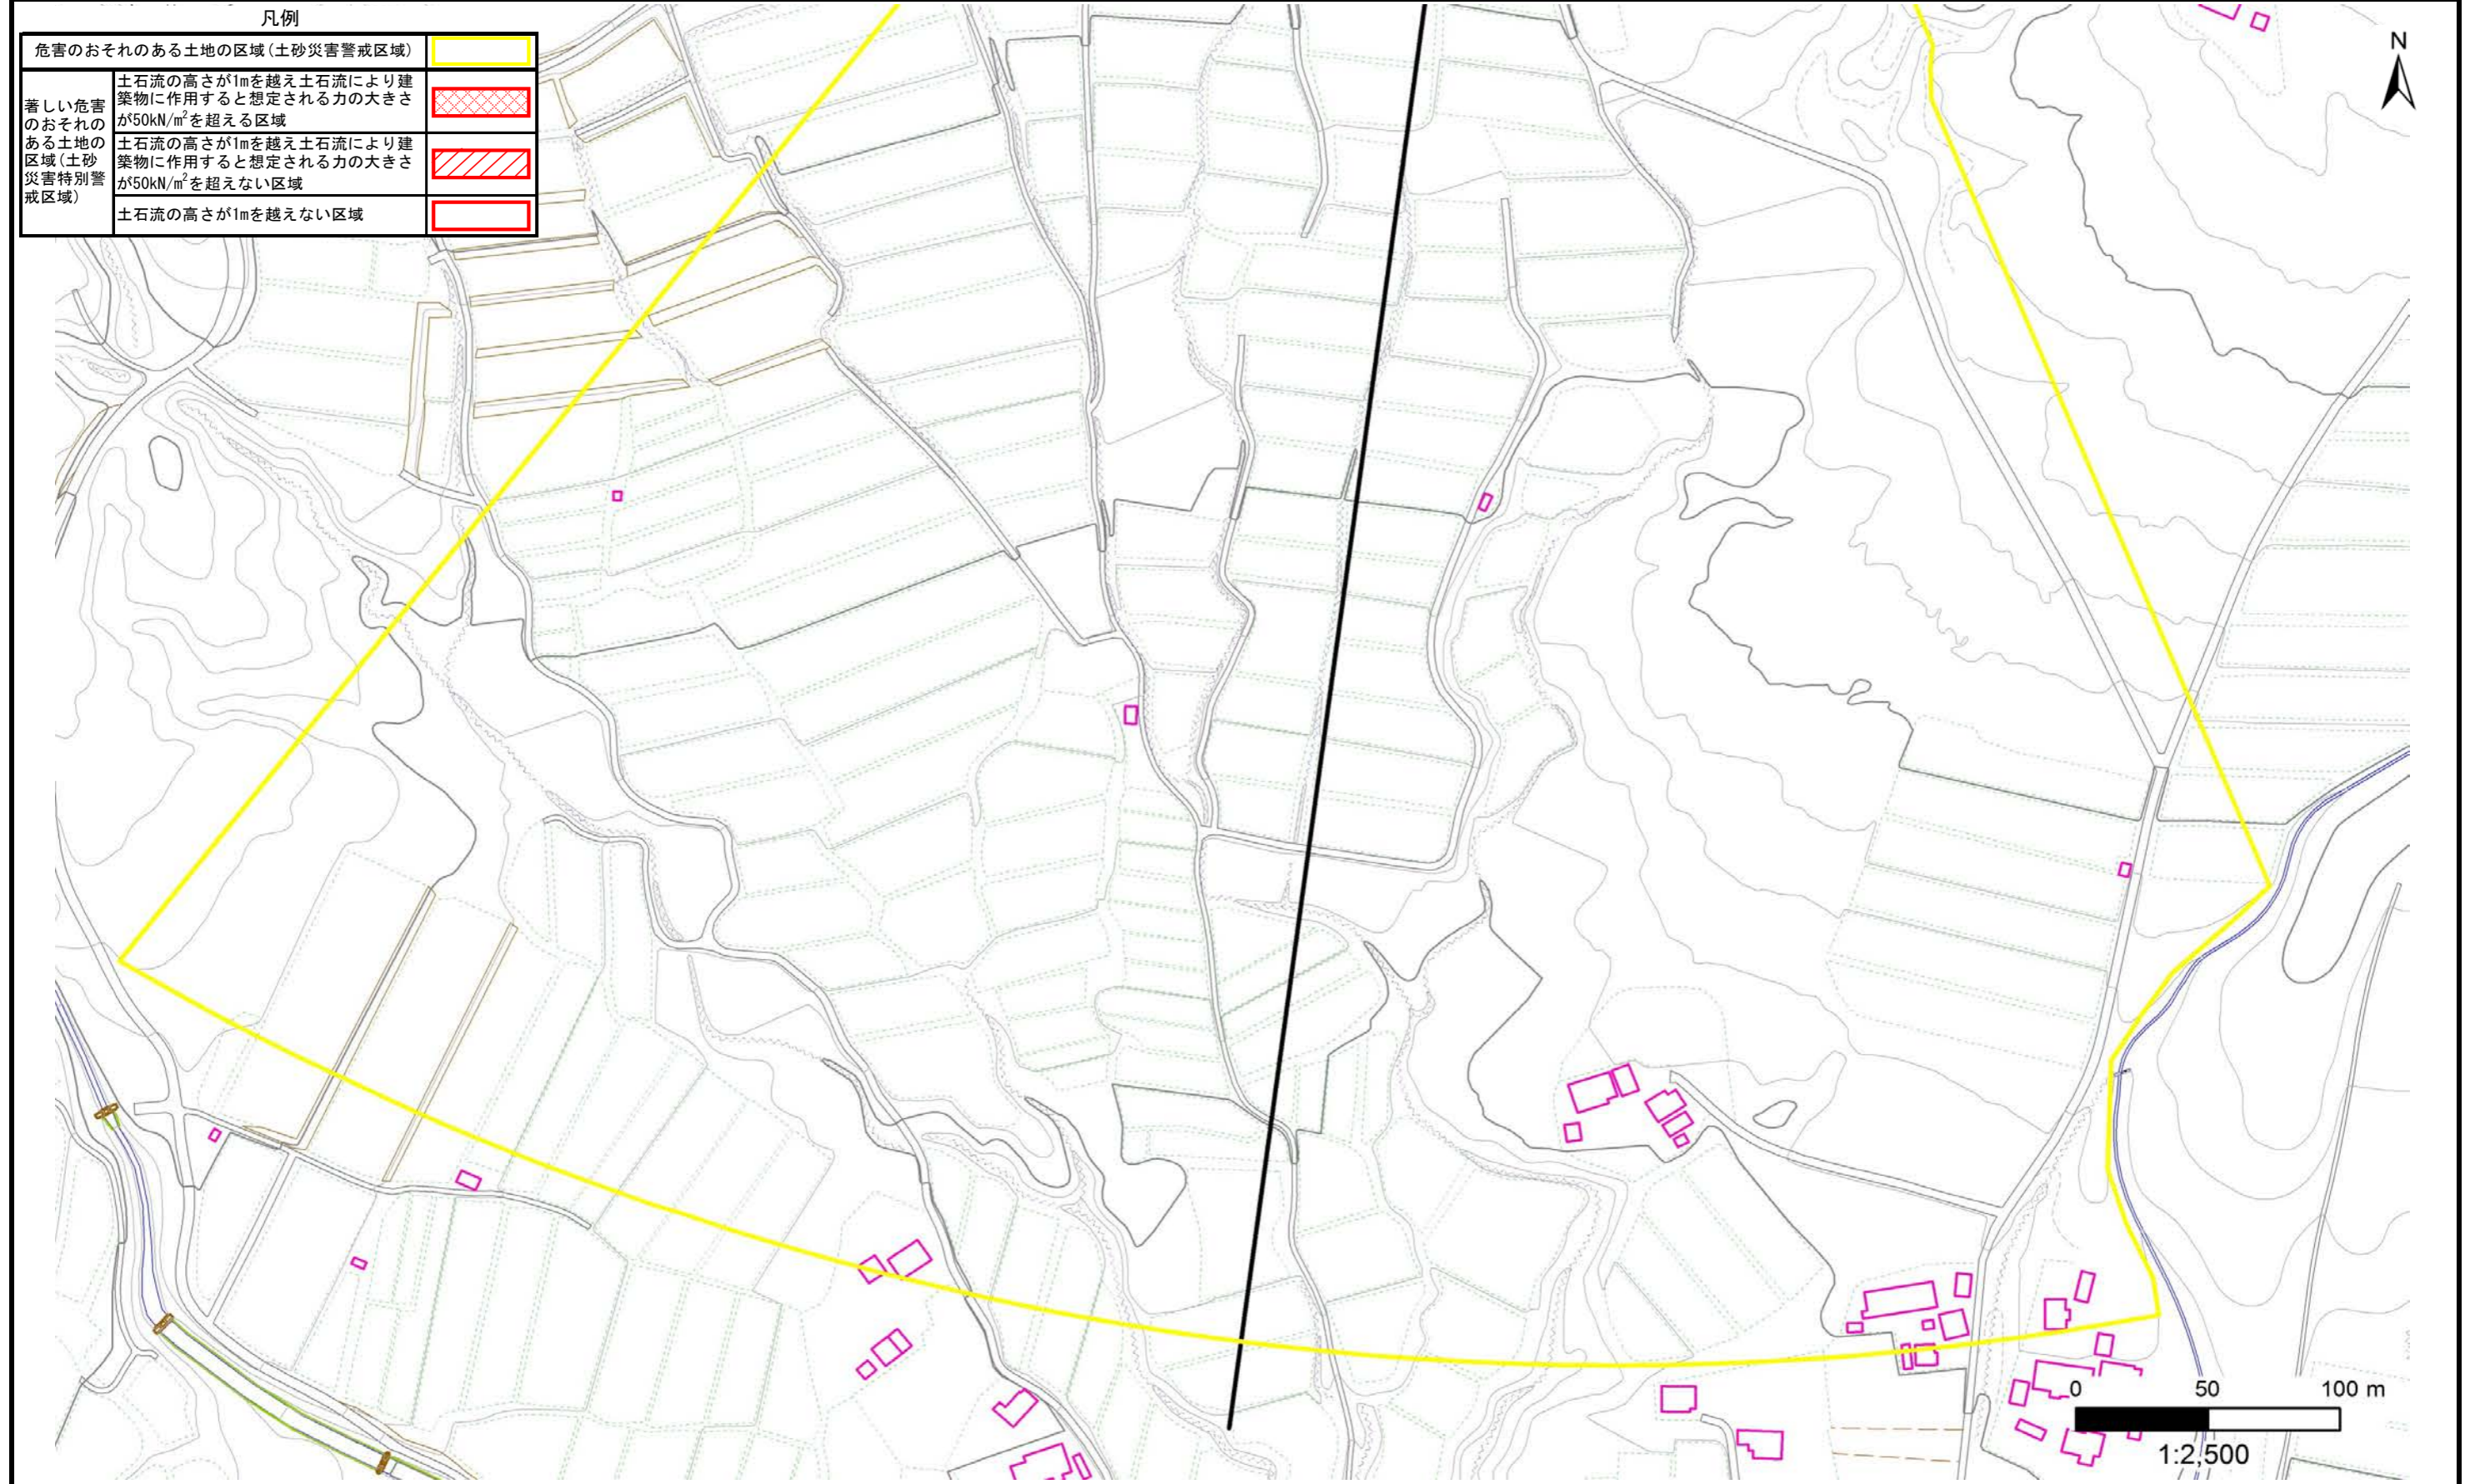 凡例
危害のおそれのある土地の区域(土砂災害警戒区域)
著しい危害
のおそれの
ある土地の
区域(土砂
災害特別警
戒区域)
土石流の高さが1mを越え土石流により建
築物に作用すると想定される力の大きさ
が50kN/m²を超える区域
土石流の高さが1mを越え土石流により建
築物に作用すると想定される力の大きさ
が50kN/m²を超えない区域
土石流の高さが1mを越えない区域
N
0 50 100 m
1:2,500